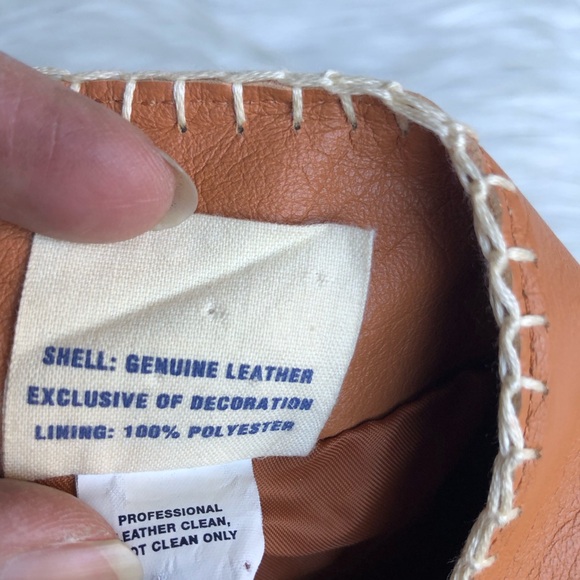 SHELL: GENUINE LEATHER
EXCLUSIVE OF DECORATION
LINING: 100% POLYESTER
PROFESSIONAL
EATHER CLEAN,
OT CLEAN ONLY